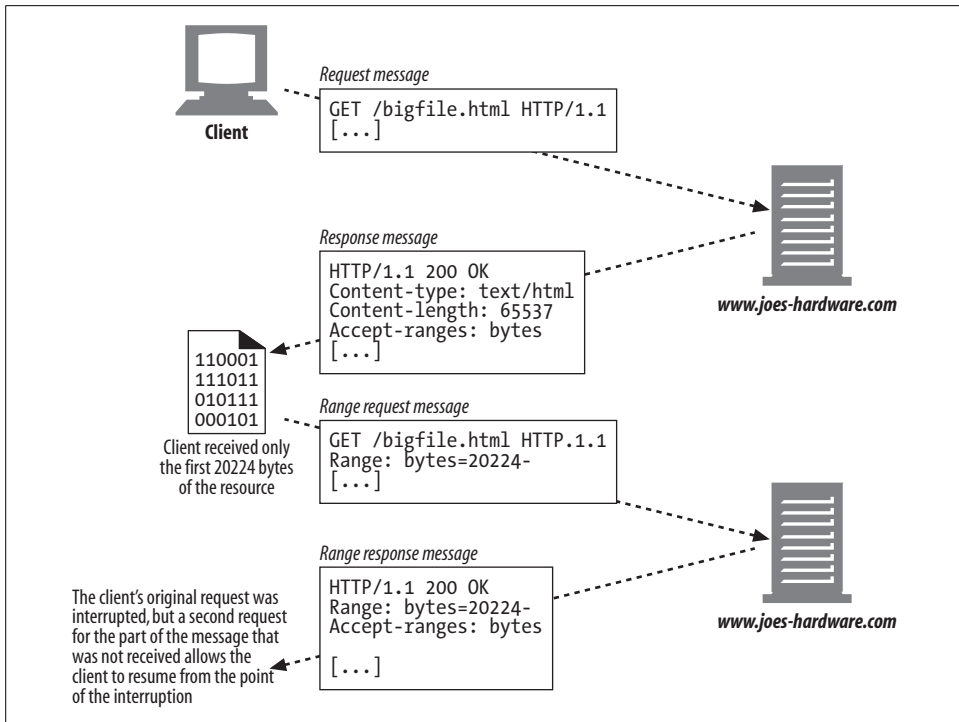 Client
Request message
GET /bigfile.html HTTP/1.1
[...]
www.joes-hardware.com
Response message
HTTP/1.1 200 OK
Content-type: text/html
Content-length: 65537
Accept-ranges: bytes
[...]
110001
111011
010111
000101
Client received only
the first 20224 bytes
of the resource
Range request message
GET /bigfile.html HTTP.1.1
Range: bytes=20224-
[...]
www.joes-hardware.com
Range response message
HTTP/1.1 200 OK
Range: bytes=20224-
Accept-ranges: bytes
[...]
The client’s original request was
interrupted, but a second request
for the part of the message that
was not received allows the
client to resume from the point
of the interruption